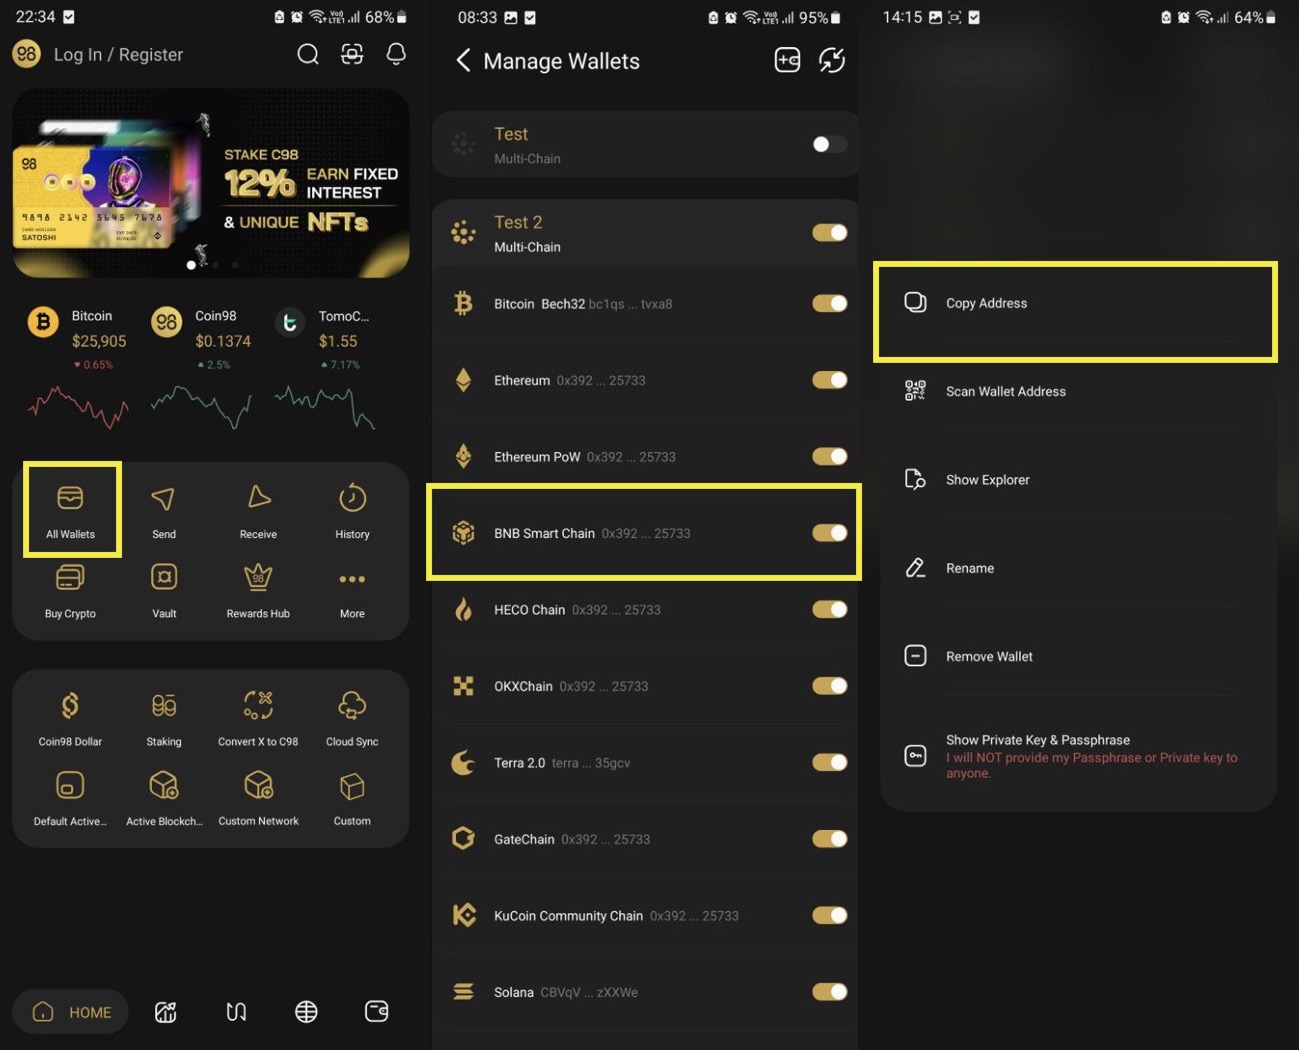 22:34
68%
98
Log In / Register
98
STAKE C98
12%
EARN FIXED
INTEREST
& UNIQUE NFTs
9898 2142 5645 7678
SATOSHI
Bitcoin
$25,905
0.65%
98
Coin98
$0.1374
2.5%
TomoC...
$1.55
7.17%
All Wallets
Send
Receive
History
Buy Crypto
Vault
98
Rewards Hub
More
Coin98 Dollar
Staking
Convert X to C98
Cloud Sync
Default Active...
Active Blockch...
Custom Network
Custom
HOME
08:33
95%
Manage Wallets
Test
Multi-Chain
Test 2
Multi-Chain
Bitcoin Bech32 bc1qs ... tvxa8
Ethereum 0x392 ... 25733
Ethereum PoW 0x392 ... 25733
BNB Smart Chain 0x392 ... 25733
HECO Chain 0x392 ... 25733
OKXChain 0x392 ... 25733
Terra 2.0 terra ... 35gcv
GateChain 0x392 ... 25733
KuCoin Community Chain 0x392 ... 25733
Solana CBVqV ... zXXWe
14:15
64%
Copy Address
Scan Wallet Address
Show Explorer
Rename
Remove Wallet
Show Private Key & Passphrase
I will NOT provide my Passphrase or Private key to
anyone.